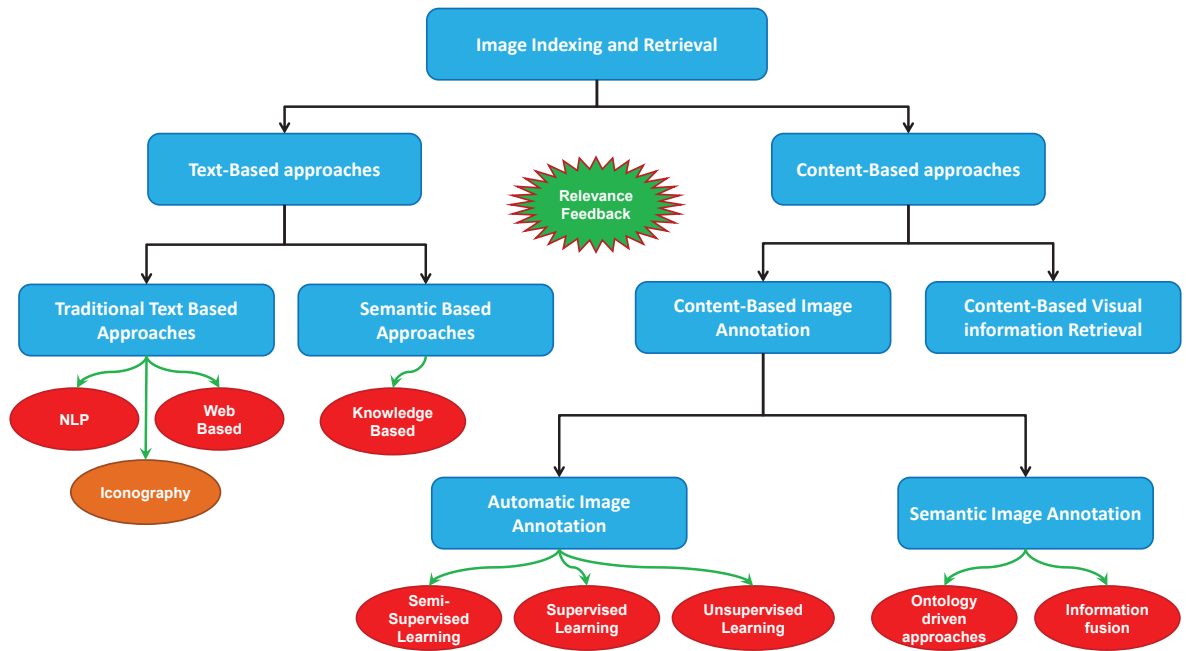 Image Indexing and Retrieval
Text-Based approaches
Relevance
Feedback
Content-Based approaches
Traditional Text Based
Approaches
Semantic Based
Approaches
Content-Based Image
Annotation
Content-Based Visual
information Retrieval
NLP
Web
Based
Knowledge
Based
Iconography
Automatic Image
Annotation
Semantic Image Annotation
Semi-
Supervised
Learning
Supervised
Learning
Unsupervised
Learning
Ontology
driven
approaches
Information
fusion